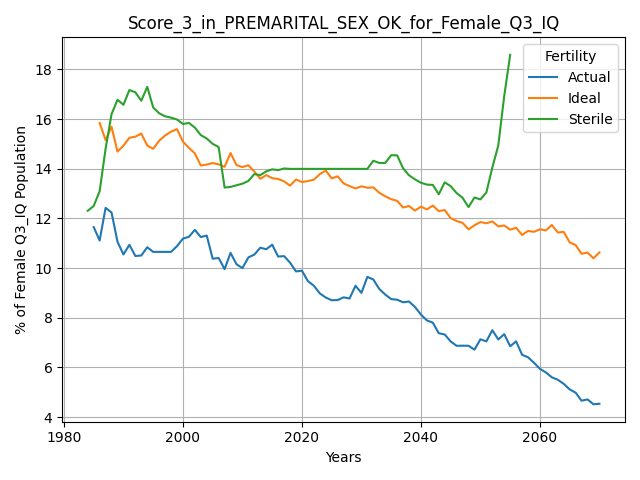 Score_3_in_PREMARITAL_SEX_OK_for_Female_Q3_IQ
Fertility
Actual
Ideal
Sterile
% of Female Q3_IQ Population
18
16
14
12
10
8
6
4
1980
2000
2020
2040
2060
Years